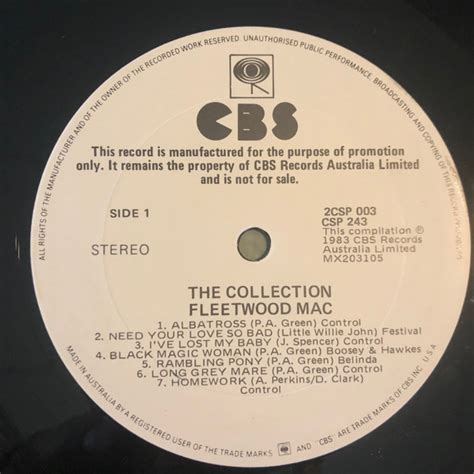 ALL RIGHTS OF THE MANUFACTURER AND OF THE OWNER OF THE RECORDED WORK RESERVED. UNAUTHORISED PUBLIC PERFORMANCE, BROADCASTING AND COPYING OF
CBS
This record is manufactured for the purpose of promotion
only. It remains the property of CBS Records Australia Limited
and is not for sale.
SIDE 1
STEREO
2CSP 003
CSP 243
This compilation ℗
1983 CBS Records
Australia Limited
MX203105
THE COLLECTION
FLEETWOOD MAC
1. ALBATROSS (P.A. Green) Control
2. NEED YOUR LOVE SO BAD (Little Willie John) Festival
3. I'VE LOST MY BABY (J. Spencer) Control
4. BLACK MAGIC WOMAN (P.A. Green) Boosey & Hawkes
5. RAMBLING PONY (P.A. Green) Belinda
6. LONG GREY MARE (P.A. Green) Control
7. HOMEWORK (A. Perkins/D. Clark)
Control
MADE IN AUSTRALIA BY A REGISTERED USER OF THE TRADE MARKS AND "CBS" ARE TRADE MARKS OF CBS INC. U.S.A.